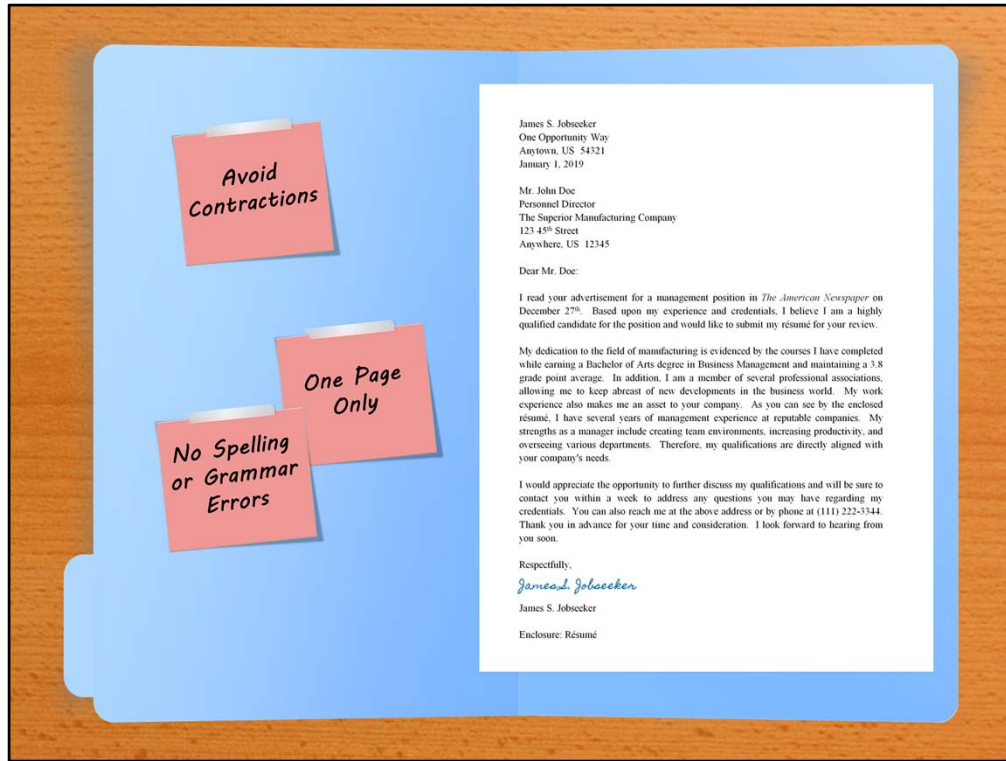 Avoid
Contractions
One Page
Only
No Spelling
or Grammar
Errors
James S. Jobseeker
One Opportunity Way
Anytown, US  54321
January 1, 2019
Mr. John Doe
Personnel Director
The Superior Manufacturing Company
123 45th Street
Anywhere, US  12345
Dear Mr. Doe:
I read your advertisement for a management position in The American Newspaper on
December 27th.  Based upon my experience and credentials, I believe I am a highly
qualified candidate for the position and would like to submit my résumé for your review.
My dedication to the field of manufacturing is evidenced by the courses I have completed
while earning a Bachelor of Arts degree in Business Management and maintaining a 3.8
grade point average.  In addition, I am a member of several professional associations,
allowing me to keep abreast of new developments in the business world.  My work
experience also makes me an asset to your company.  As you can see by the enclosed
résumé, I have several years of management experience at reputable companies.  My
strengths as a manager include creating team environments, increasing productivity, and
overseeing various departments.  Therefore, my qualifications are directly aligned with
your company's needs.
I would appreciate the opportunity to further discuss my qualifications and will be sure to
contact you within a week to address any questions you may have regarding my
credentials.  You can also reach me at the above address or by phone at (111) 222-3344.
Thank you in advance for your time and consideration.  I look forward to hearing from
you soon.
Respectfully,
James S. Jobseeker
James S. Jobseeker
Enclosure: Résumé